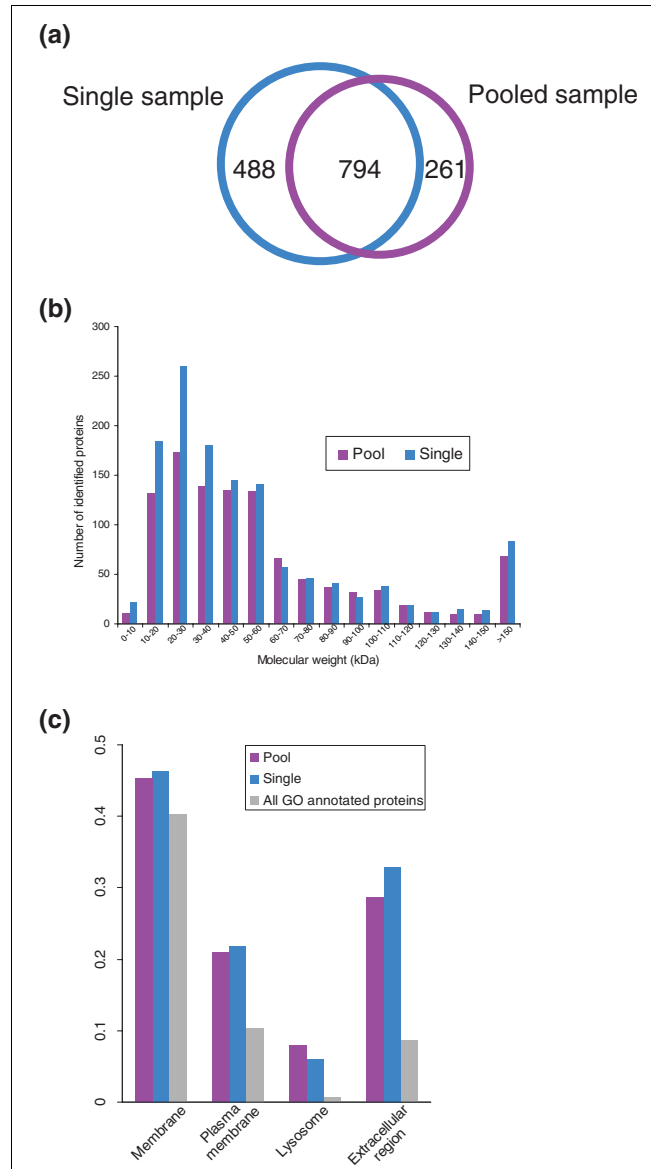 (a)
Single sample
Pooled sample
488
794
261
(b)
300
250
200
150
100
50
0
Number of identified proteins
Pool
Single
0-10
10-20
20-30
30-40
40-50
50-60
60-70
70-80
80-90
90-100
100-110
110-120
120-130
130-140
140-150
>150
Molecular weight (kDa)
(c)
0.5
0.4
0.3
0.2
0.1
0
Pool
Single
All GO annotated proteins
Membrane
Plasma
membrane
Lysosome
Extracellular
region